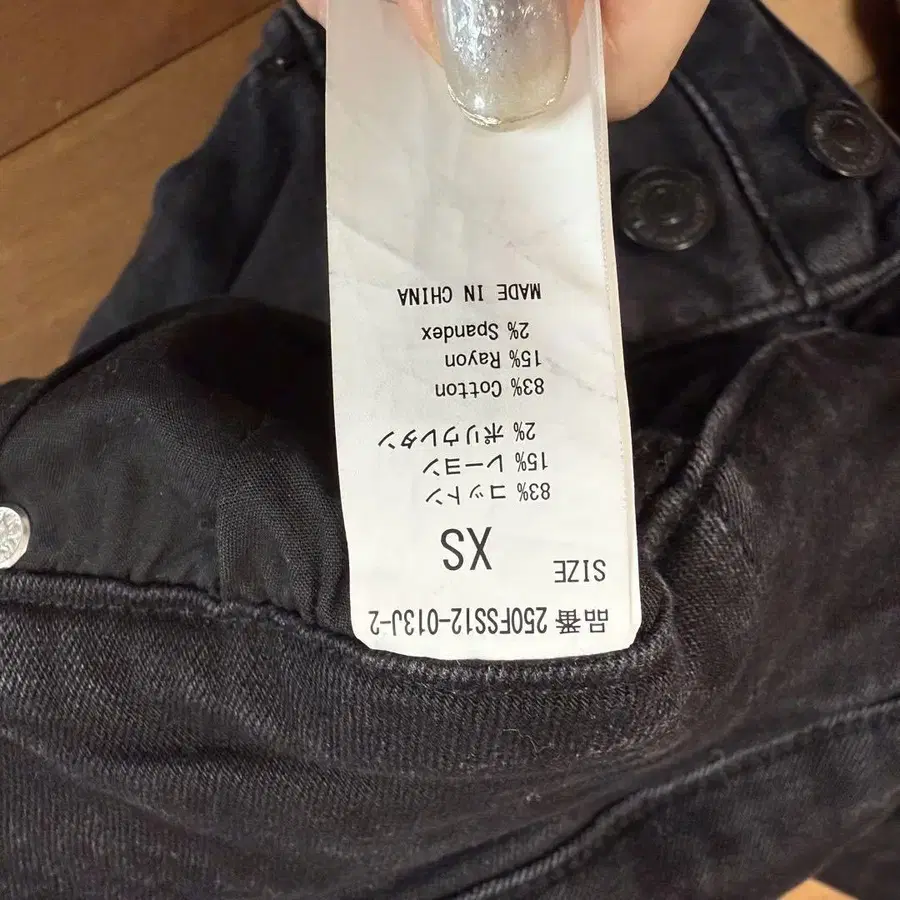 品番 250FSS12-013J-2
SIZE
XS
83% コットン
15% レーヨン
2% ポリウレタン
83% Cotton
15% Rayon
2% Spandex
MADE IN CHINA